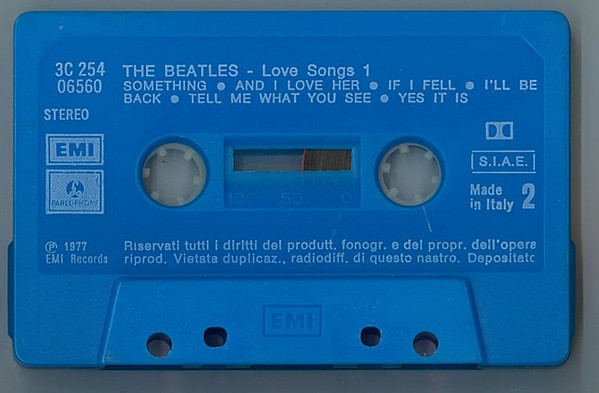 3C 254
06560
THE BEATLES - Love Songs 1
SOMETHING ● AND I LOVE HER ● IF I FELL ● I'LL BE
BACK ● TELL ME WHAT YOU SEE ● YES IT IS
STEREO
EMI
PARLOPHONE
S.I.A.E.
Made
in Italy 2
100 50 0
Ⓟ 1977
EMI Records
Riservati tutti i diritti del produtt. fonogr. e del propr. dell'opera
riprod. Vietata duplicaz., radiodiff. di questo nastro. Depositato
EMI